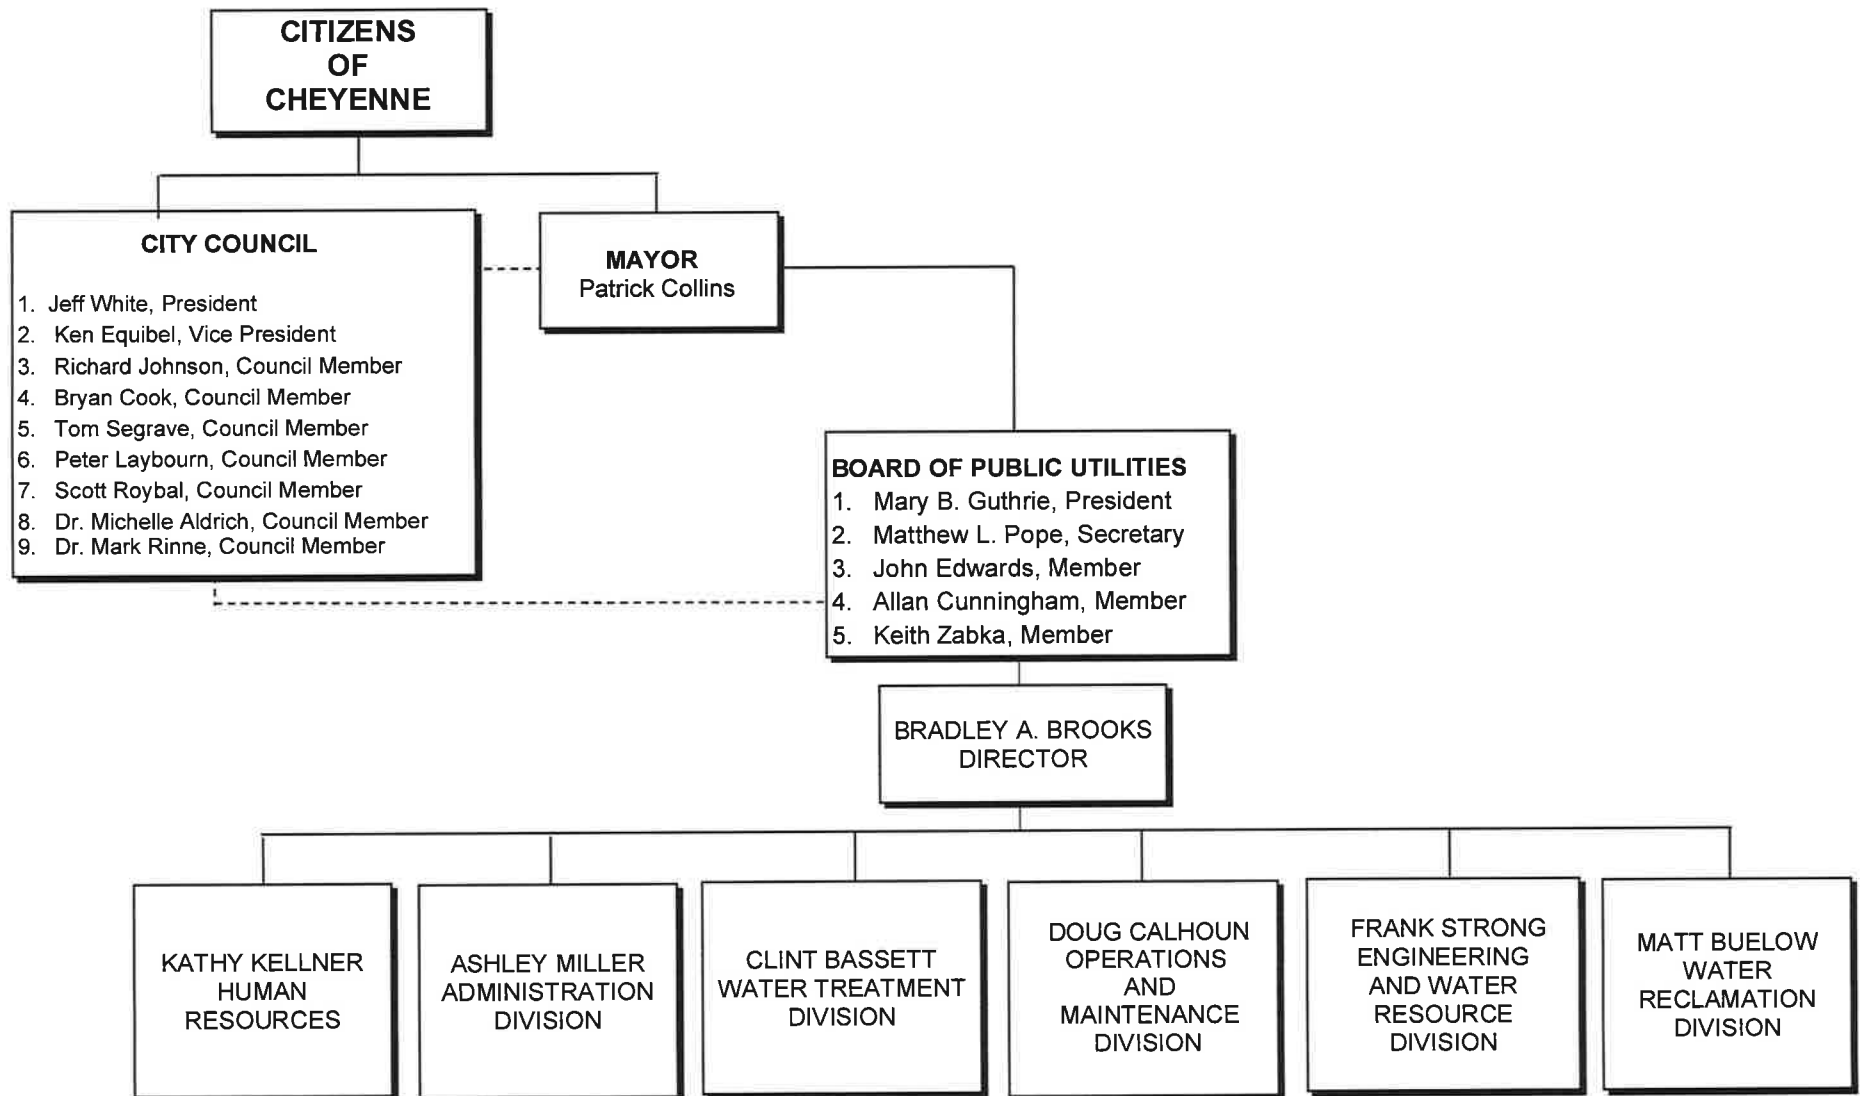 CITIZENS
OF
CHEYENNE
CITY COUNCIL
1. Jeff White, President
2. Ken Equibel, Vice President
3. Richard Johnson, Council Member
4. Bryan Cook, Council Member
5. Tom Segrave, Council Member
6. Peter Laybourn, Council Member
7. Scott Roybal, Council Member
8. Dr. Michelle Aldrich, Council Member
9. Dr. Mark Rinne, Council Member
MAYOR
Patrick Collins
BOARD OF PUBLIC UTILITIES
1. Mary B. Guthrie, President
2. Matthew L. Pope, Secretary
3. John Edwards, Member
4. Allan Cunningham, Member
5. Keith Zabka, Member
BRADLEY A. BROOKS
DIRECTOR
KATHY KELLNER
HUMAN
RESOURCES
ASHLEY MILLER
ADMINISTRATION
DIVISION
CLINT BASSETT
WATER TREATMENT
DIVISION
DOUG CALHOUN
OPERATIONS
AND
MAINTENANCE
DIVISION
FRANK STRONG
ENGINEERING
AND WATER
RESOURCE
DIVISION
MATT BUELOW
WATER
RECLAMATION
DIVISION